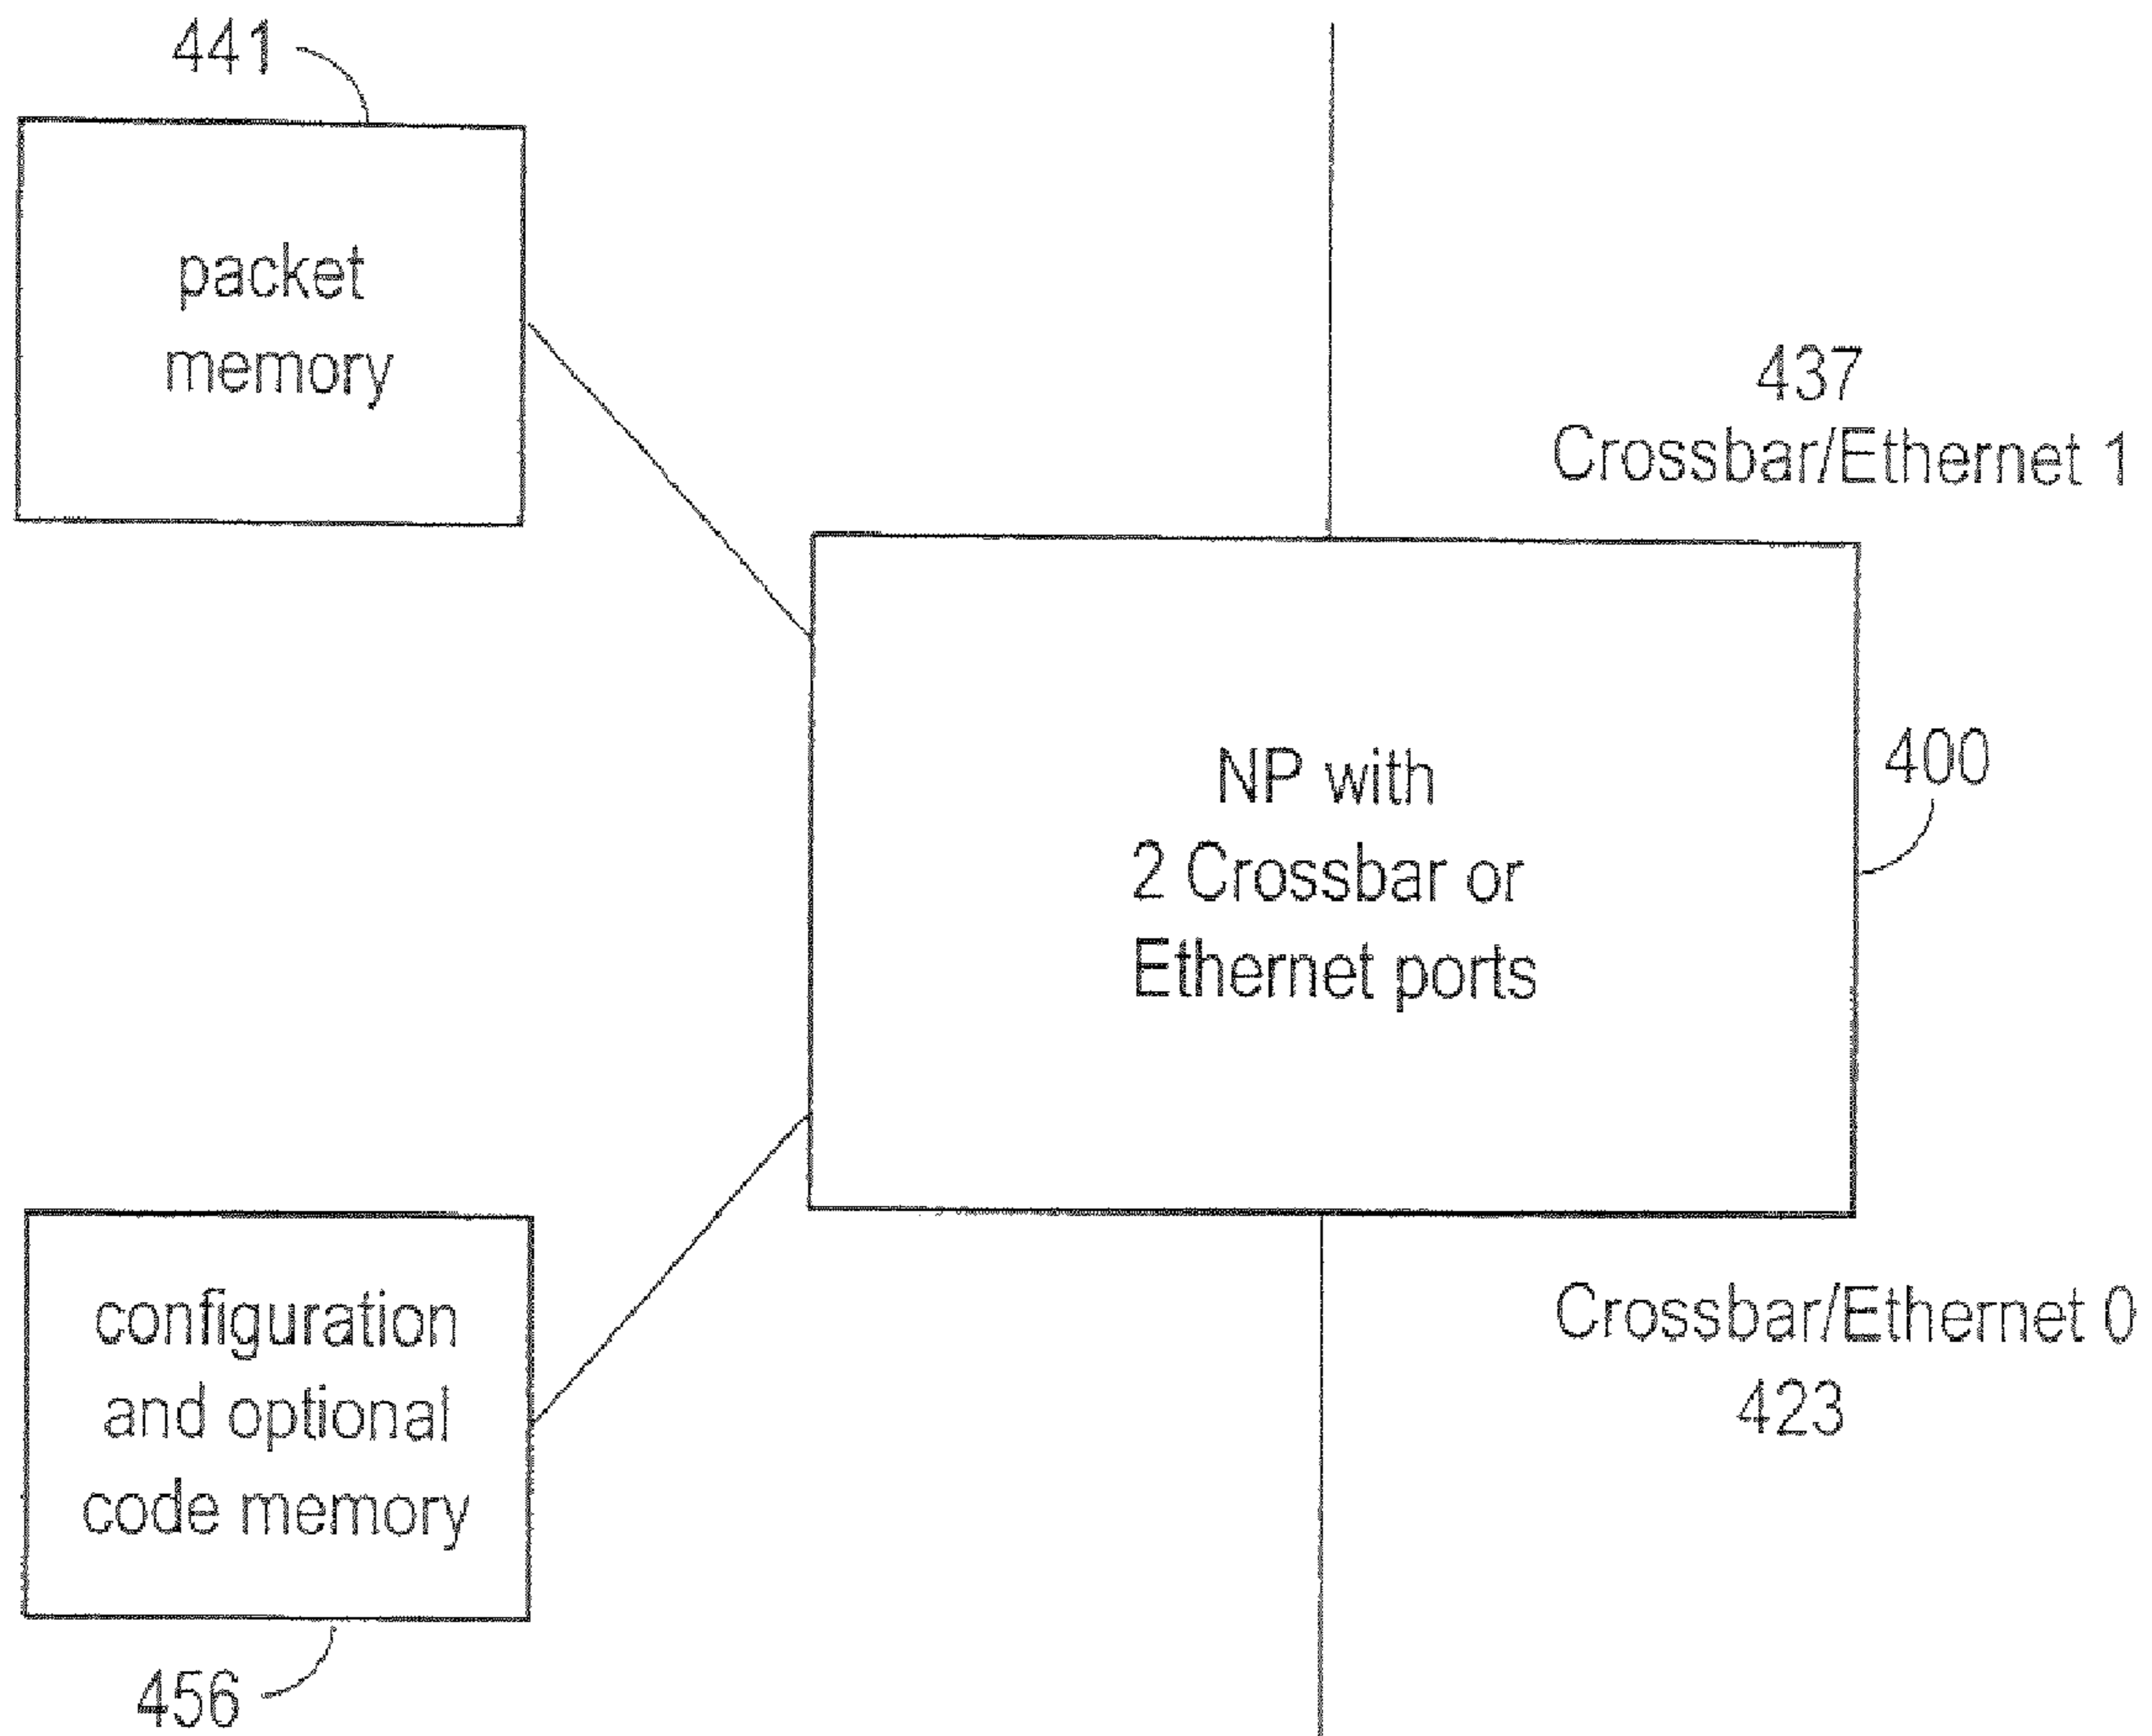 441
packet
memory
437
Crossbar/Ethernet 1
NP with
2 Crossbar or
Ethernet ports
400
Crossbar/Ethernet 0
423
configuration
and optional
code memory
456